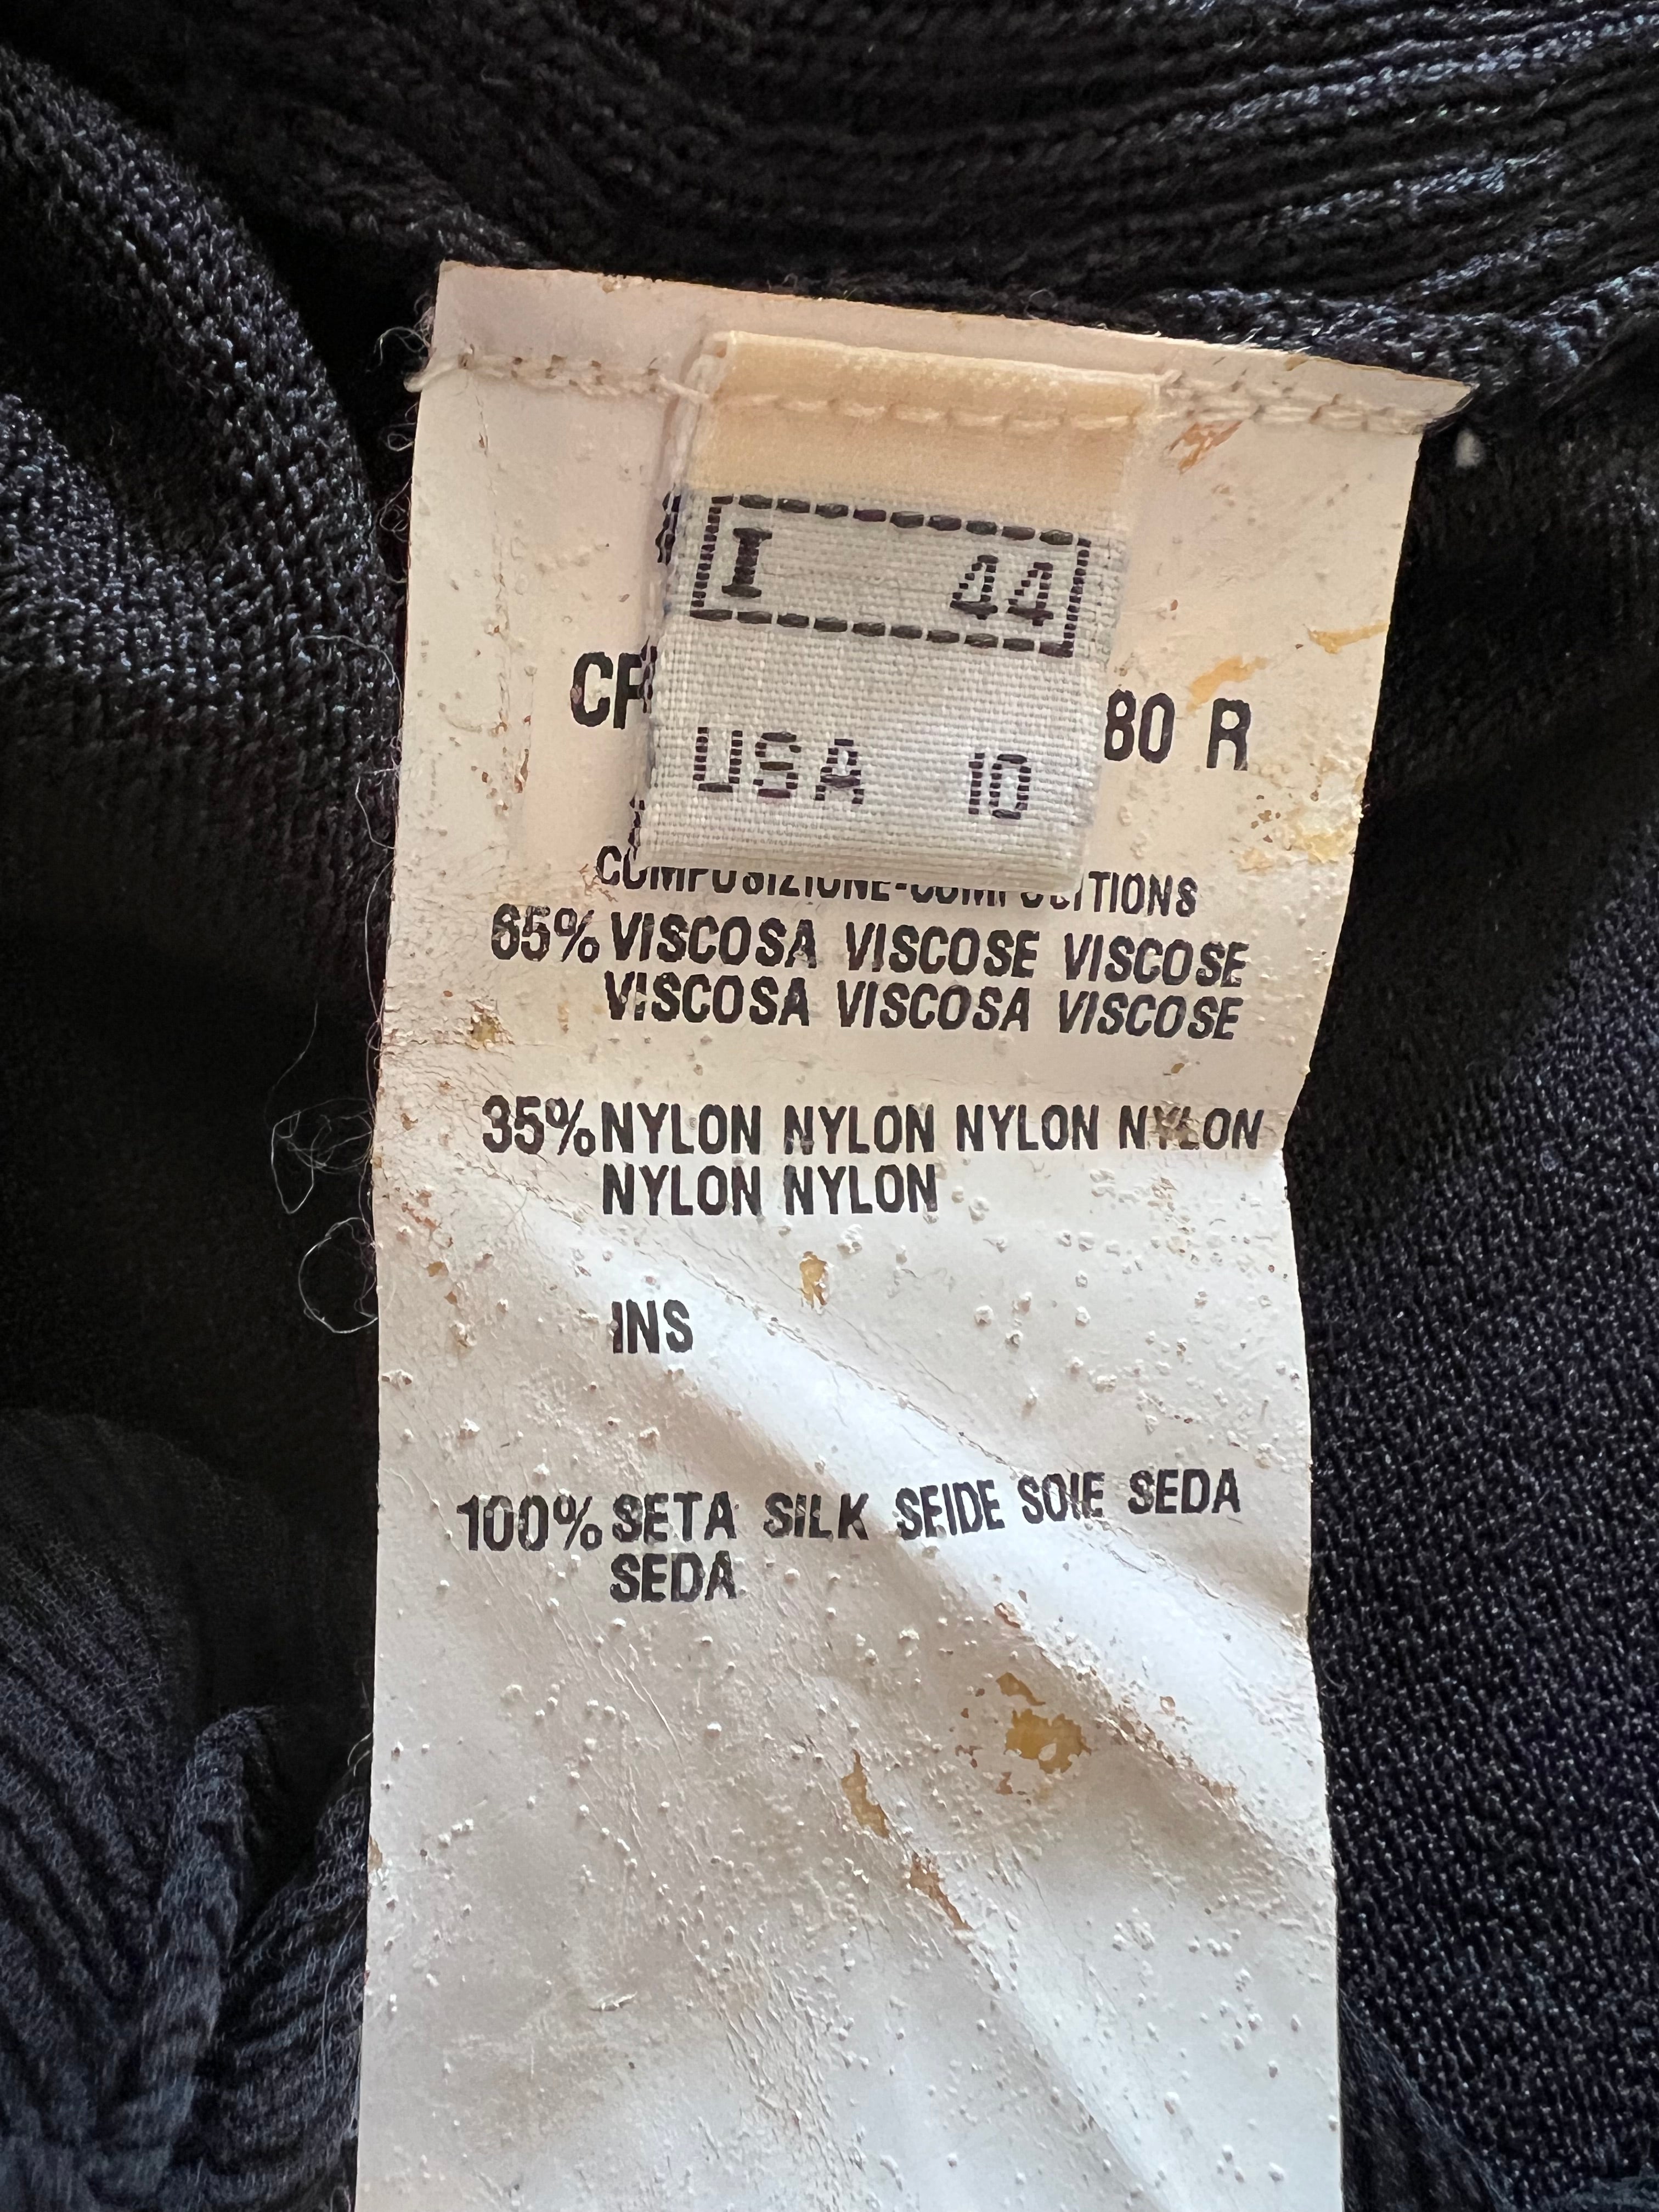 I 44
80 R
USA 10
COMPOSIZIONE-COMPOSITIONS
65% VISCOSA VISCOSE VISCOSE
VISCOSA VISCOSA VISCOSE
35% NYLON NYLON NYLON NYLON
NYLON NYLON
INS
100% SETA SILK SEIDE SOIE SEDA
SEDA